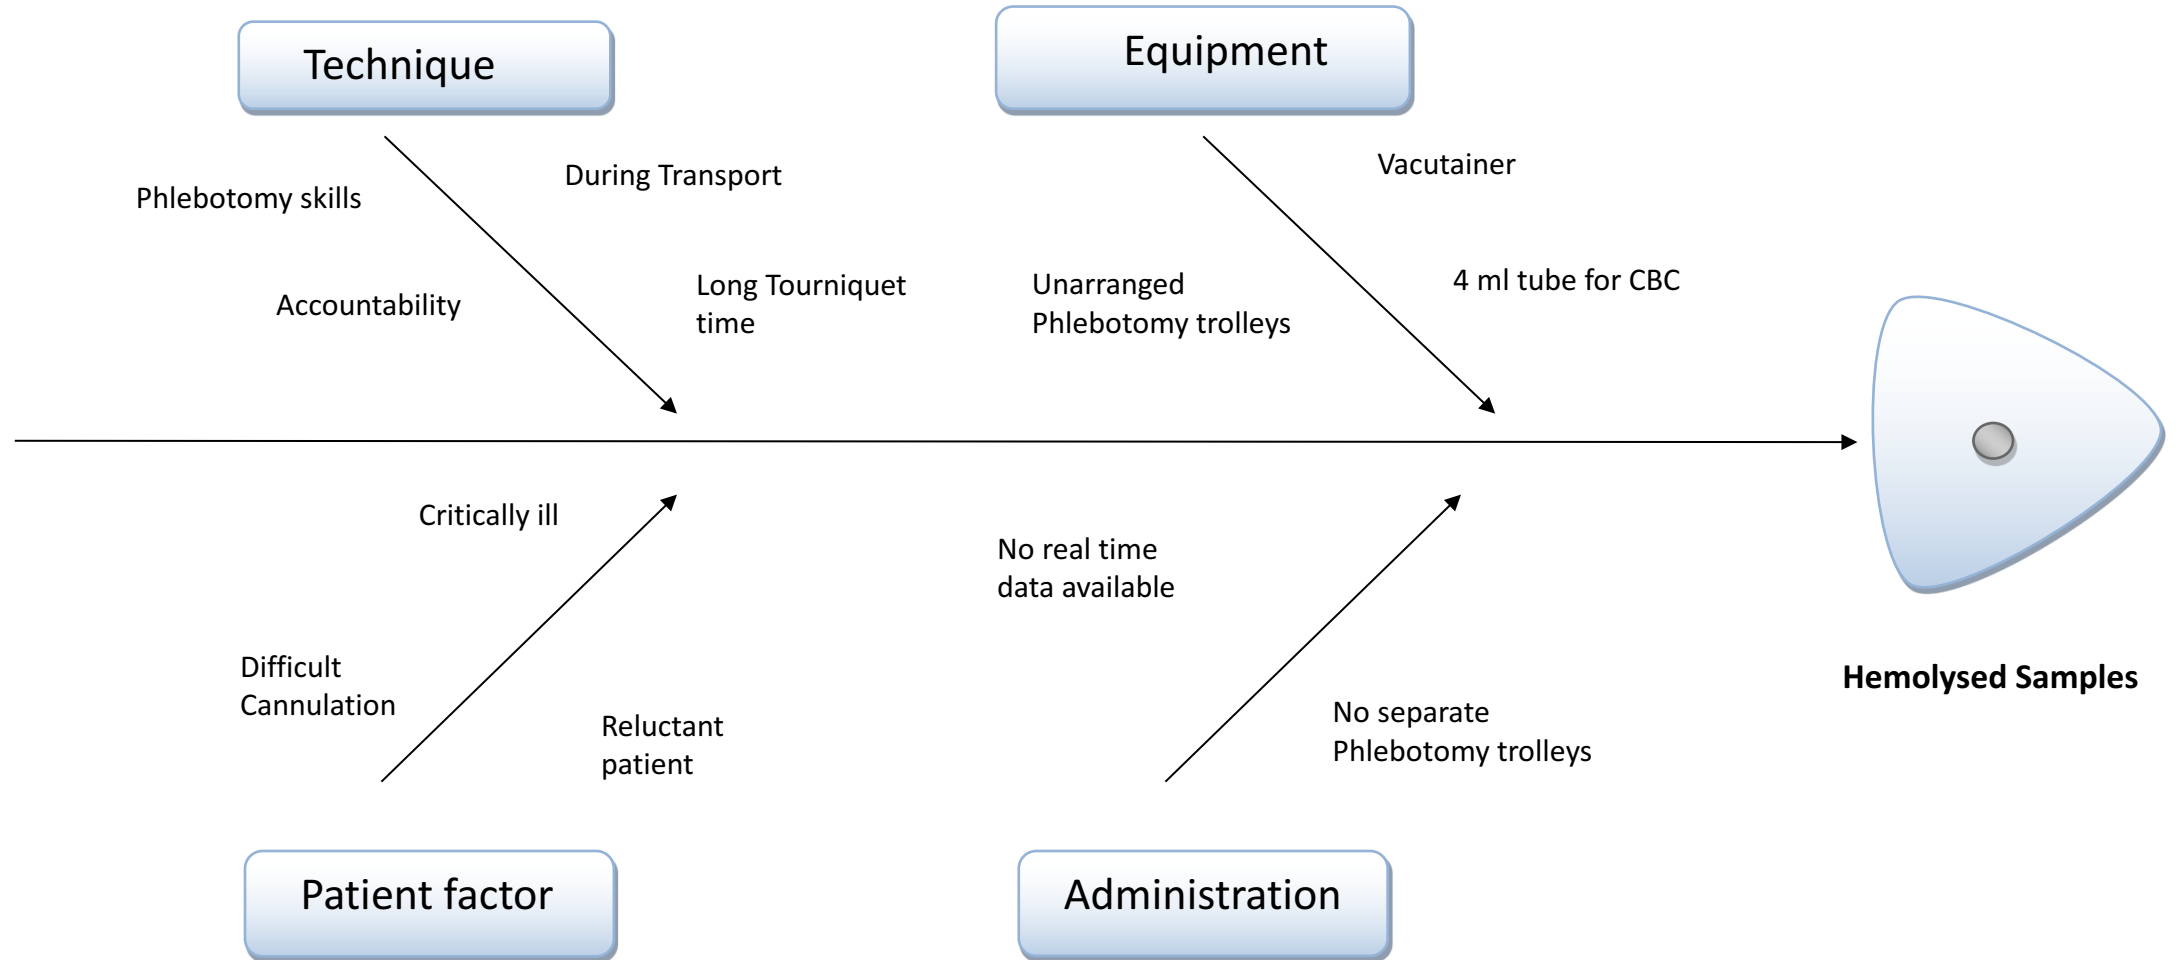 Technique
Equipment
Phlebotomy skills
During Transport
Vacutainer
Accountability
Long Tourniquet
time
Unarranged
Phlebotomy trolleys
4 ml tube for CBC
Critically ill
No real time
data available
Difficult
Cannulation
Reluctant
patient
No separate
Phlebotomy trolleys
Hemolysed Samples
Patient factor
Administration